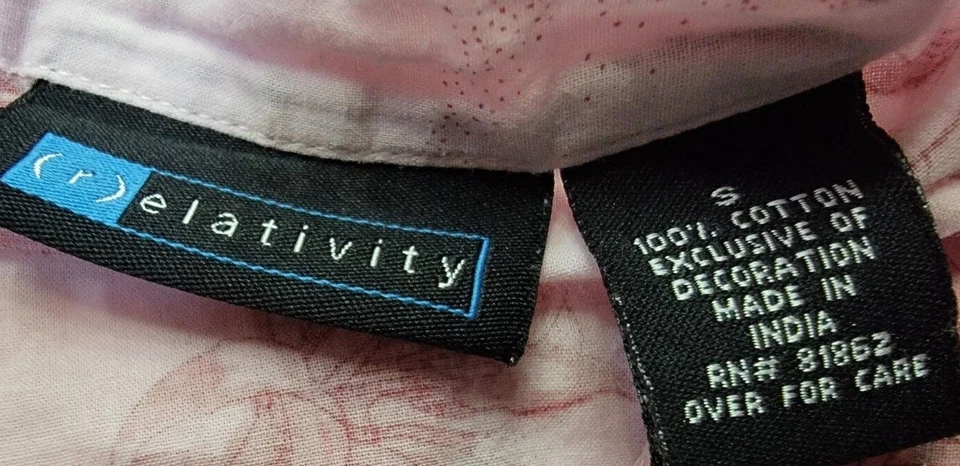 (r)elativity
S
100% COTTON
EXCLUSIVE OF
DECORATION
MADE IN
INDIA
RN# 81862
OVER FOR CARE